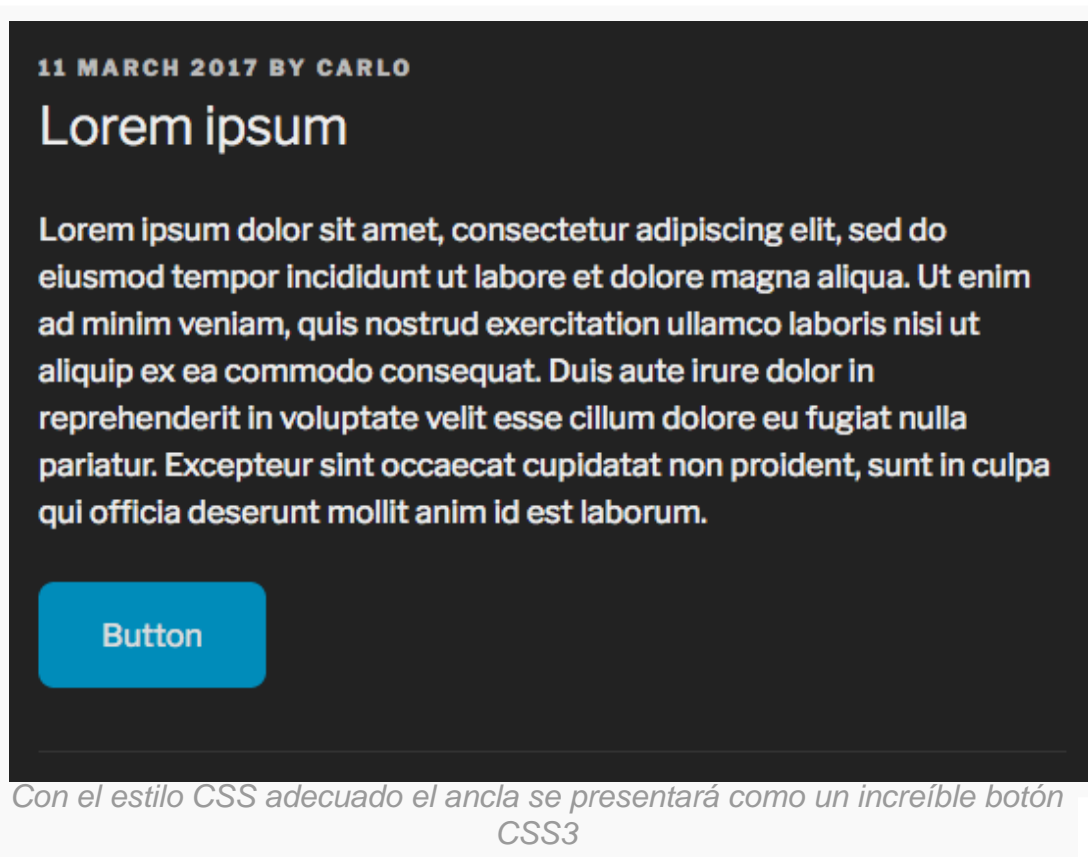 11 MARCH 2017 BY CARLO
Lorem ipsum
Lorem ipsum dolor sit amet, consectetur adipiscing elit, sed do
eiusmod tempor incididunt ut labore et dolore magna aliqua. Ut enim
ad minim veniam, quis nostrud exercitation ullamco laboris nisi ut
aliquip ex ea commodo consequat. Duis aute irure dolor in
reprehenderit in voluptate velit esse cillum dolore eu fugiat nulla
pariatur. Excepteur sint occaecat cupidatat non proident, sunt in culpa
qui officia deserunt mollit anim id est laborum.
Button
Con el estilo CSS adecuado el ancla se presentará como un increíble botón
CSS3